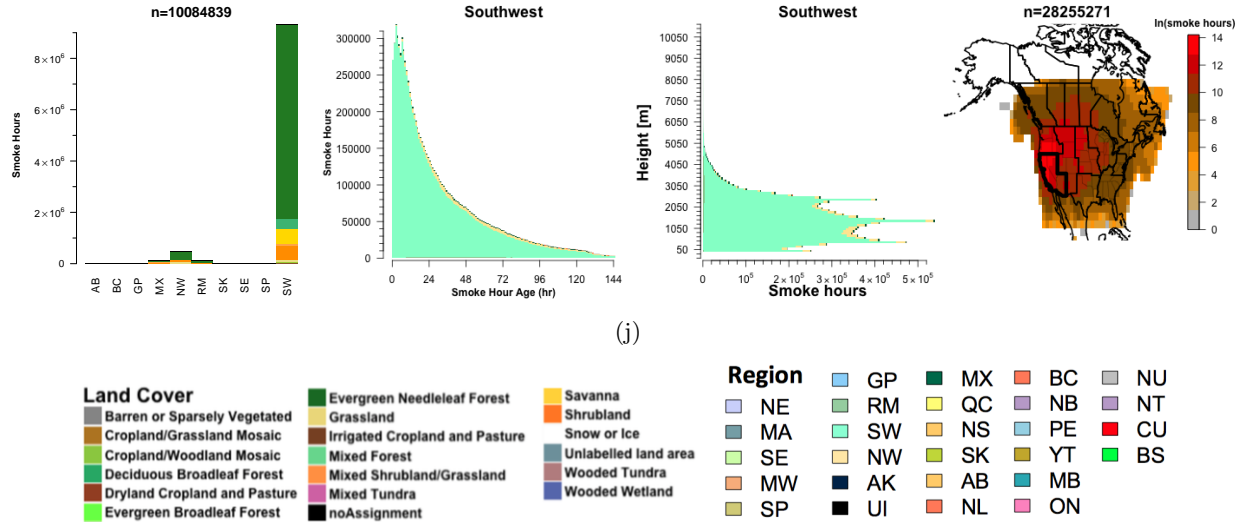 n=10084839
Smoke Hours
8×10⁶
6×10⁶
4×10⁶
2×10⁶
0
AB BC GP MX NW RM SK SE SP SW
Southwest
Smoke Hours
300000
250000
200000
150000
100000
50000
0
0 24 48 72 96 120 144
Smoke Hour Age (hr)
Southwest
Height [m]
10050
9050
8050
7050
6050
5050
4050
3050
2050
1050
50
0 10⁵ 2×10⁵ 3×10⁵ 4×10⁵ 5×10⁵
Smoke hours
n=28255271
ln(smoke hours)
14
12
10
8
6
4
2
0
(j)
Land Cover
Barren or Sparsely Vegetated
Cropland/Grassland Mosaic
Cropland/Woodland Mosaic
Deciduous Broadleaf Forest
Dryland Cropland and Pasture
Evergreen Broadleaf Forest
Evergreen Needleleaf Forest
Grassland
Irrigated Cropland and Pasture
Mixed Forest
Mixed Shrubland/Grassland
Mixed Tundra
noAssignment
Savanna
Shrubland
Snow or Ice
Unlabelled land area
Wooded Tundra
Wooded Wetland
Region
NE
MA
SE
MW
SP
GP
RM
SW
NW
AK
UI
MX
QC
NS
SK
AB
NL
BC
NB
PE
YT
MB
ON
NU
NT
CU
BS